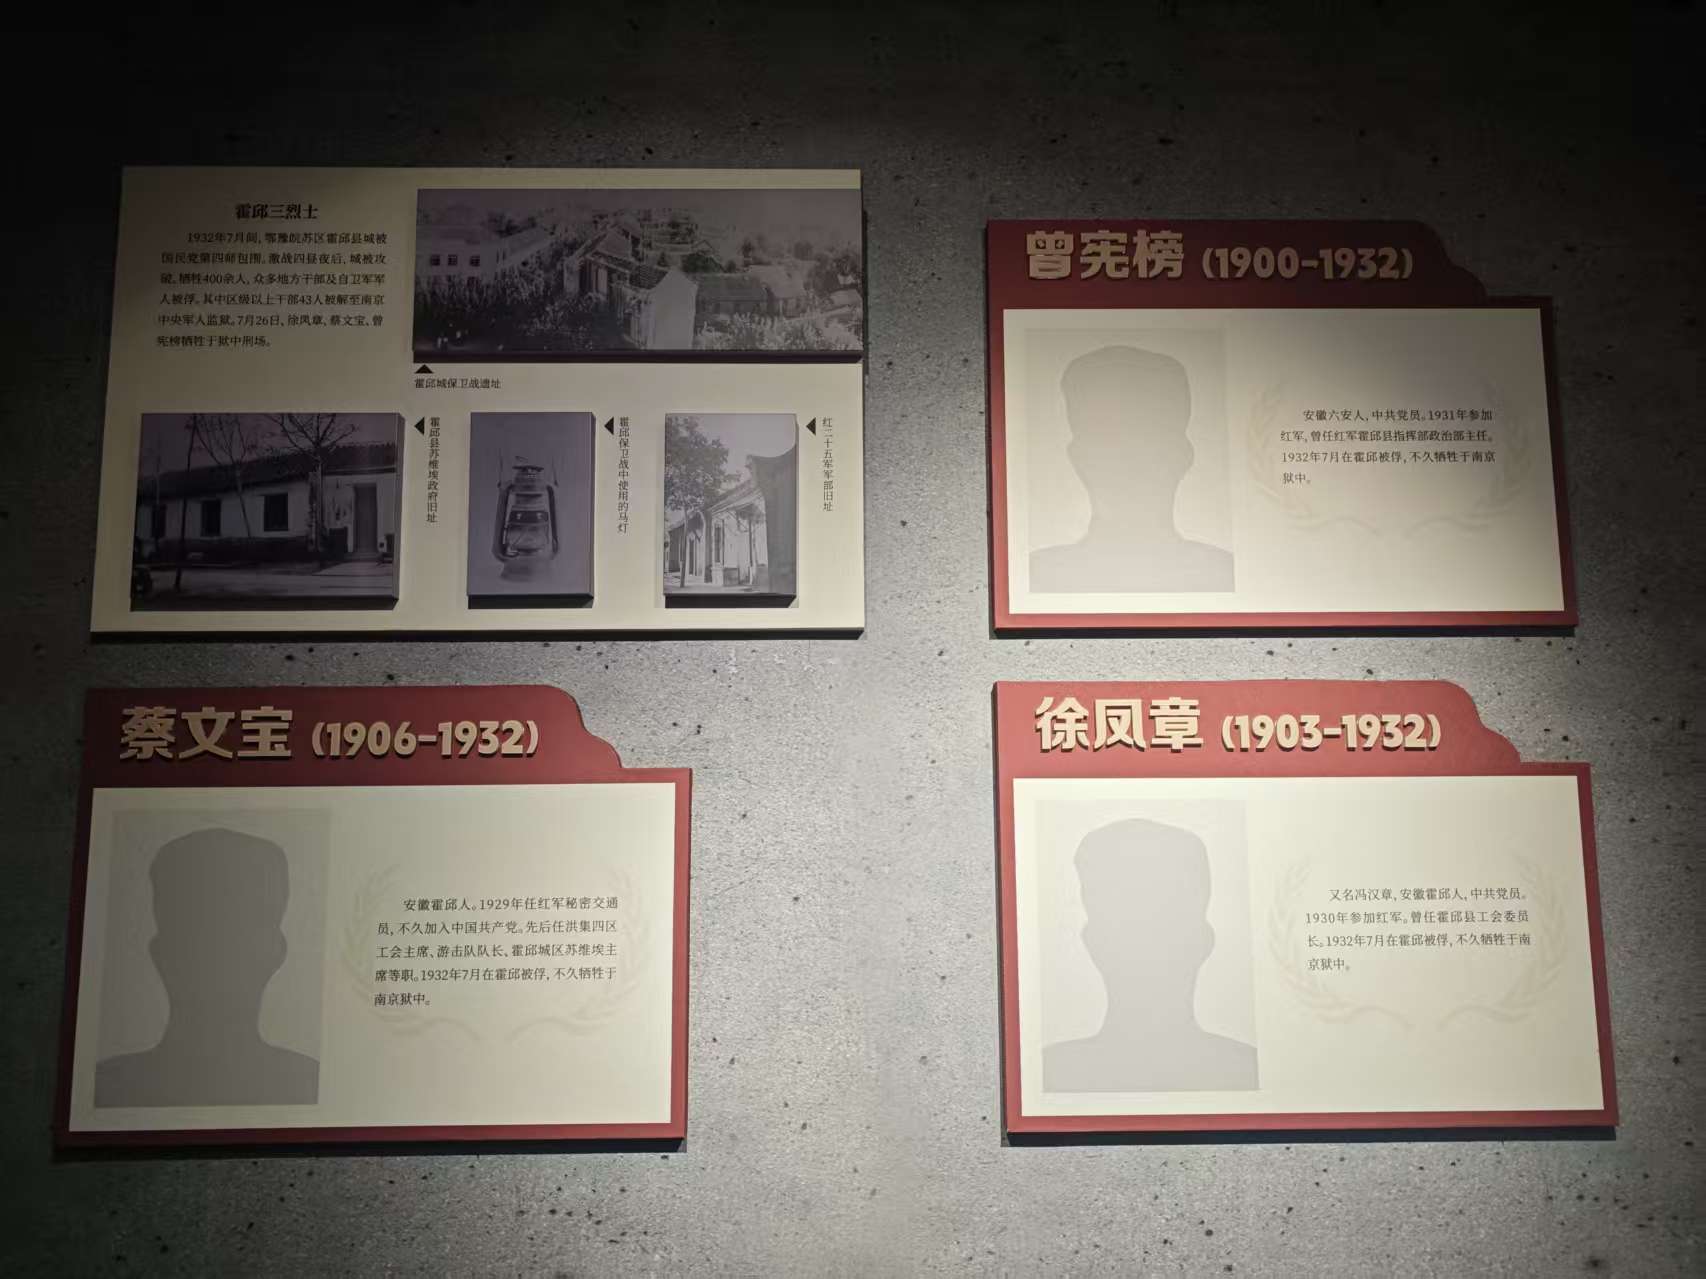 霍邱三烈士
1932年7月间,鄂豫皖苏区霍邱县城被
国民党第四师包围。激战四昼夜后,城被攻
破。牺牲400余人,众多地方干部及自卫军军
人被俘。其中区级以上干部43人被解至南京
中央军人监狱。7月26日,徐凤章、蔡文宝、曾
宪榜牺牲于狱中刑场。
霍邱城保卫战遗址
霍邱县苏维埃政府旧址
霍邱保卫战中使用的马灯
红二十五军军部旧址
曾宪榜 (1900-1932)
安徽六安人,中共党员。1931年参加
红军,曾任红军霍邱县指挥部政治部主任。
1932年7月在霍邱被俘,不久牺牲于南京
狱中。
蔡文宝 (1906-1932)
安徽霍邱人。1929年任红军秘密交通
员,不久加入中国共产党。先后任洪集四区
工会主席、游击队队长、霍邱城区苏维埃主
席等职。1932年7月在霍邱被俘,不久牺牲于
南京狱中。
徐凤章 (1903-1932)
又名冯汉章,安徽霍邱人,中共党员。
1930年参加红军。曾任霍邱县工会委员
长。1932年7月在霍邱被俘,不久牺牲于南
京狱中。